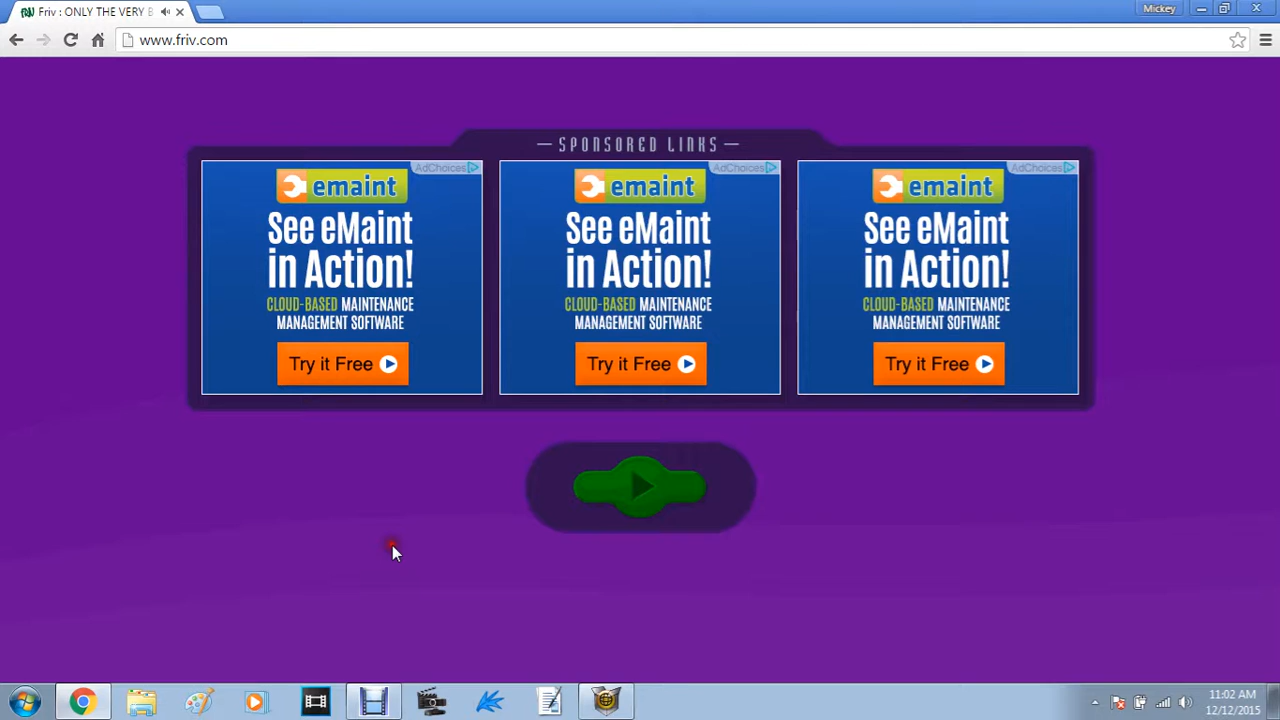 Friv : ONLY THE VERY B
Mickey
www.friv.com
— SPONSORED LINKS —
AdChoices
emaint
See eMaint
in Action!
CLOUD-BASED MAINTENANCE
MANAGEMENT SOFTWARE
Try it Free
AdChoices
emaint
See eMaint
in Action!
CLOUD-BASED MAINTENANCE
MANAGEMENT SOFTWARE
Try it Free
AdChoices
emaint
See eMaint
in Action!
CLOUD-BASED MAINTENANCE
MANAGEMENT SOFTWARE
Try it Free
11:02 AM
12/12/2015